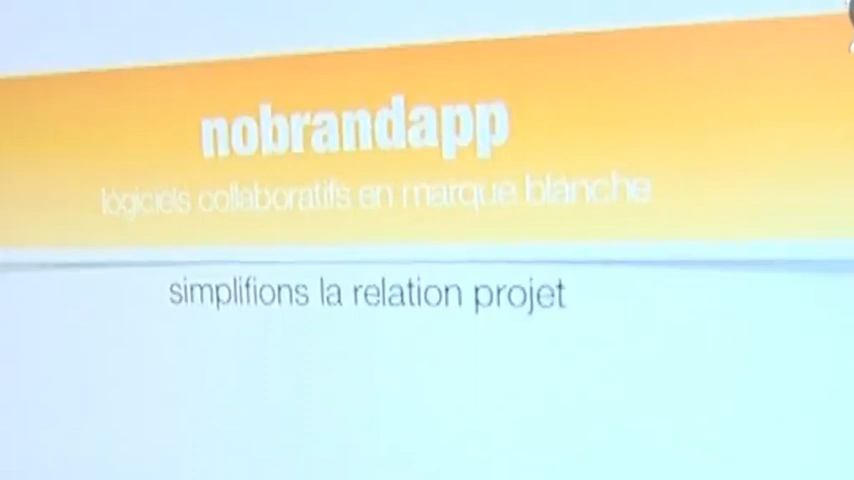 nobrandapp
logiciels collaboratifs en marque blanche
simplifions la relation projet